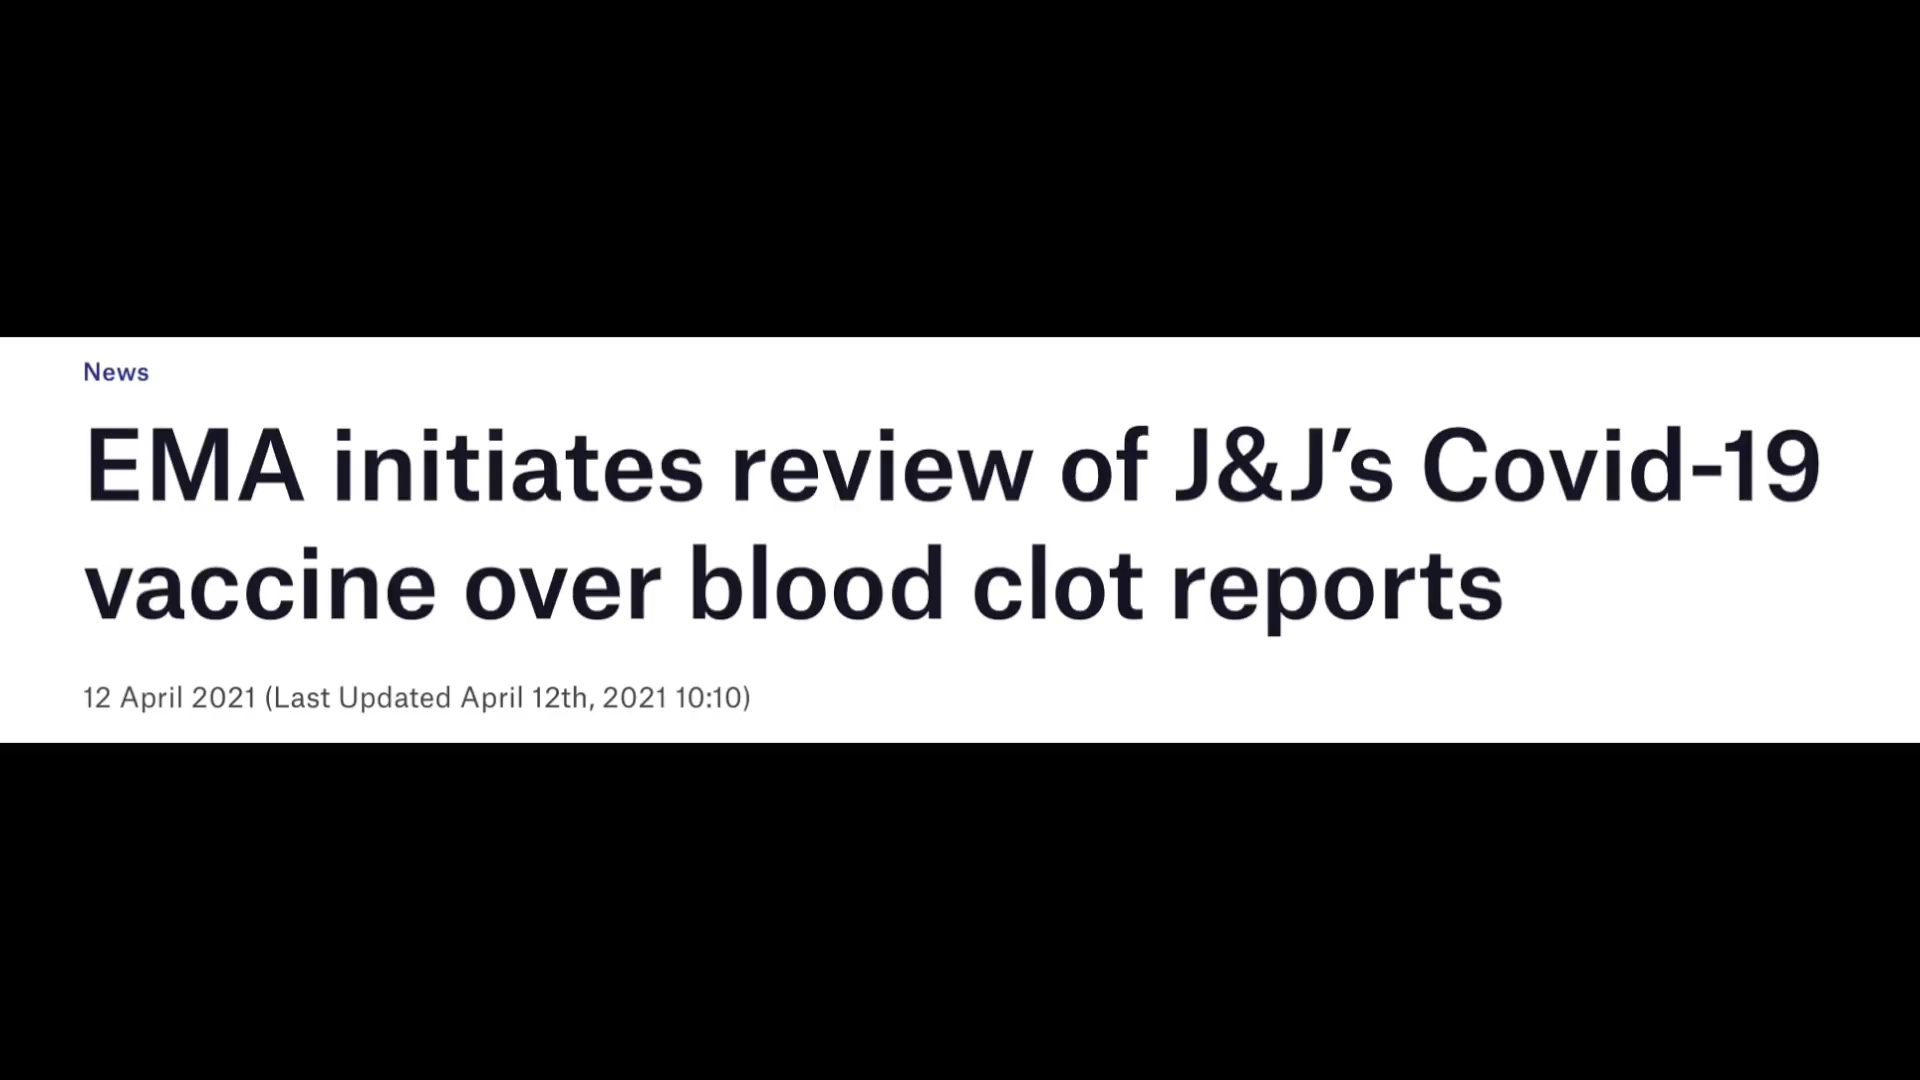 News
EMA initiates review of J&J’s Covid-19
vaccine over blood clot reports
12 April 2021 (Last Updated April 12th, 2021 10:10)